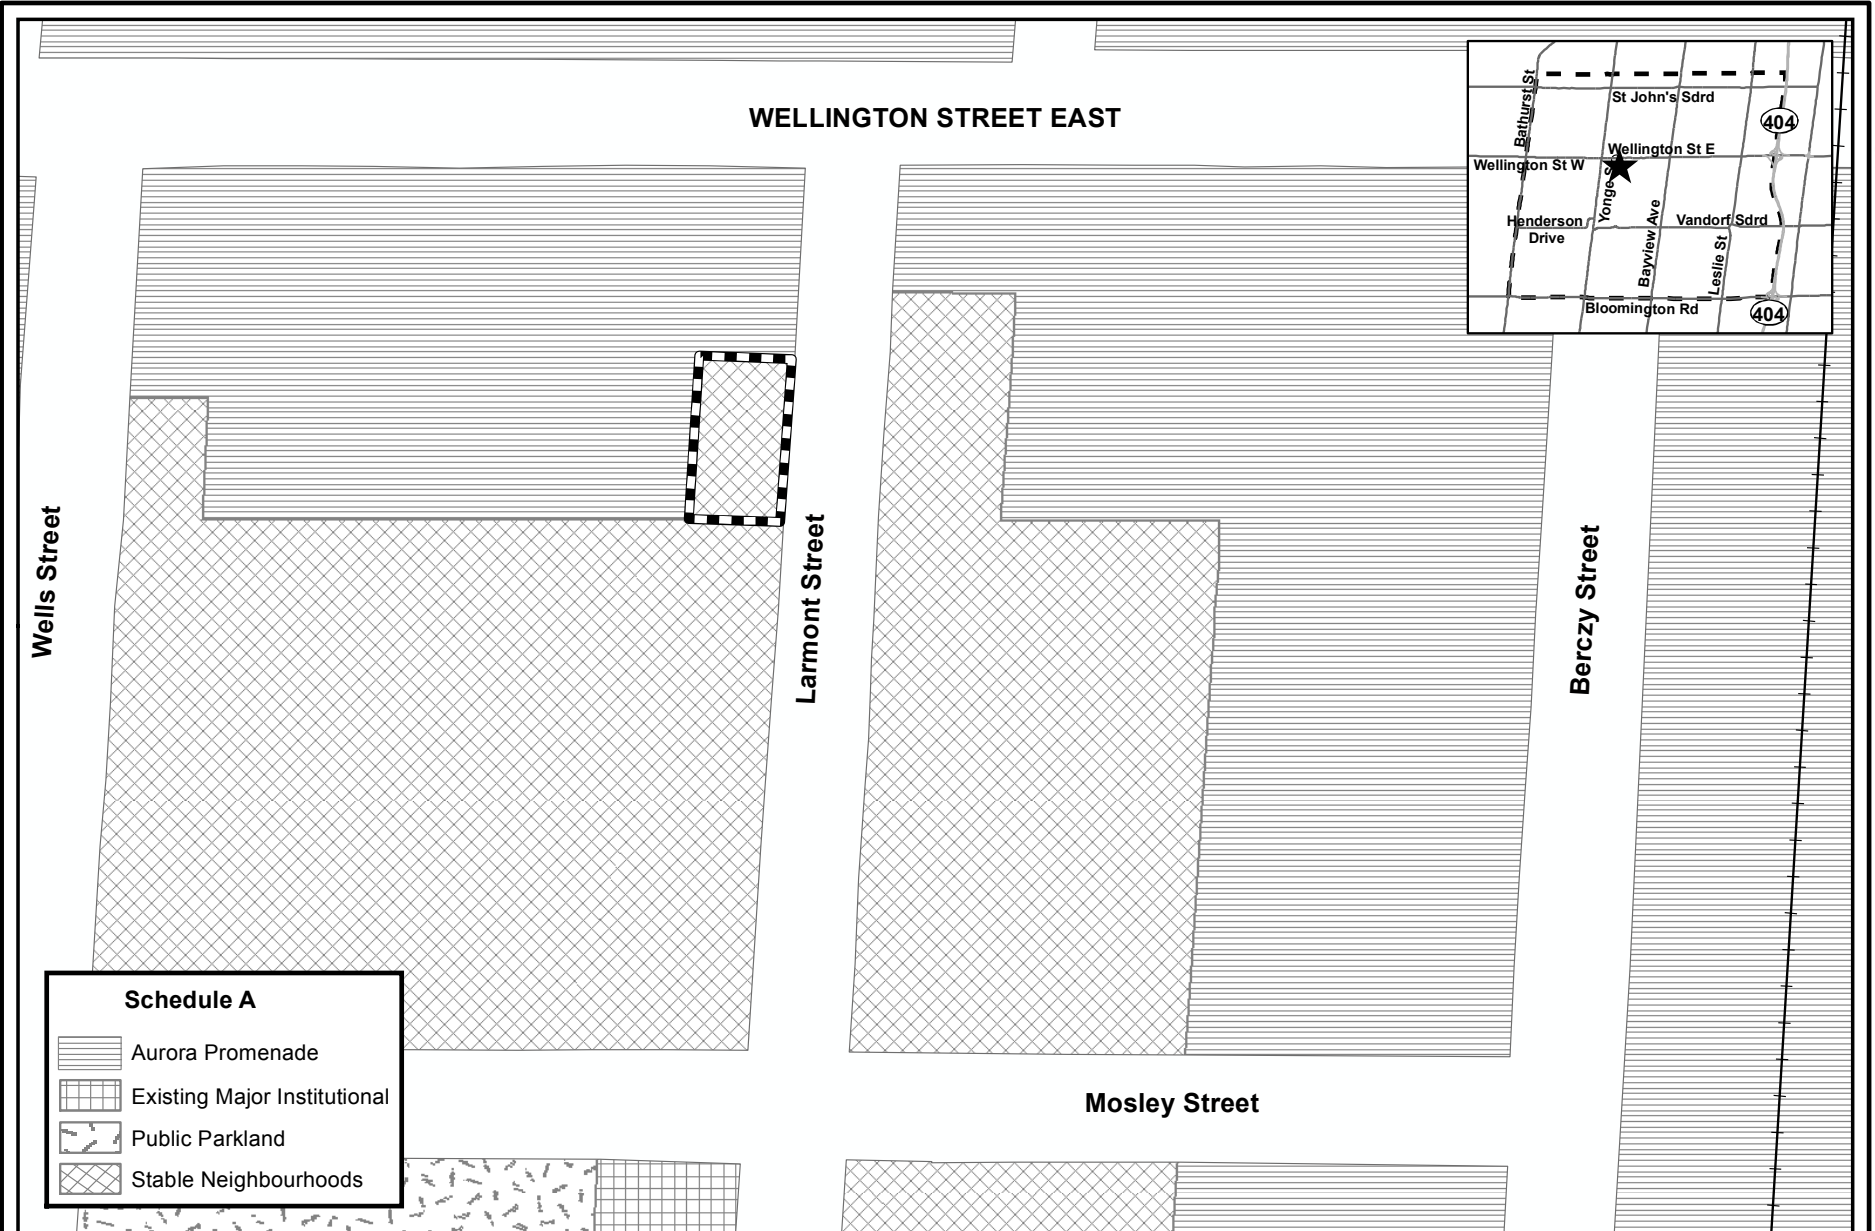 WELLINGTON STREET EAST
Bathurst St
St John's Sdrd
404
Wellington St E
Wellington St W
Yonge St
Henderson
Drive
Bayview Ave
Vandorf Sdrd
Leslie St
Bloomington Rd
404
Wells Street
Larmont Street
Berczy Street
Mosley Street
Schedule A
Aurora Promenade
Existing Major Institutional
Public Parkland
Stable Neighbourhoods